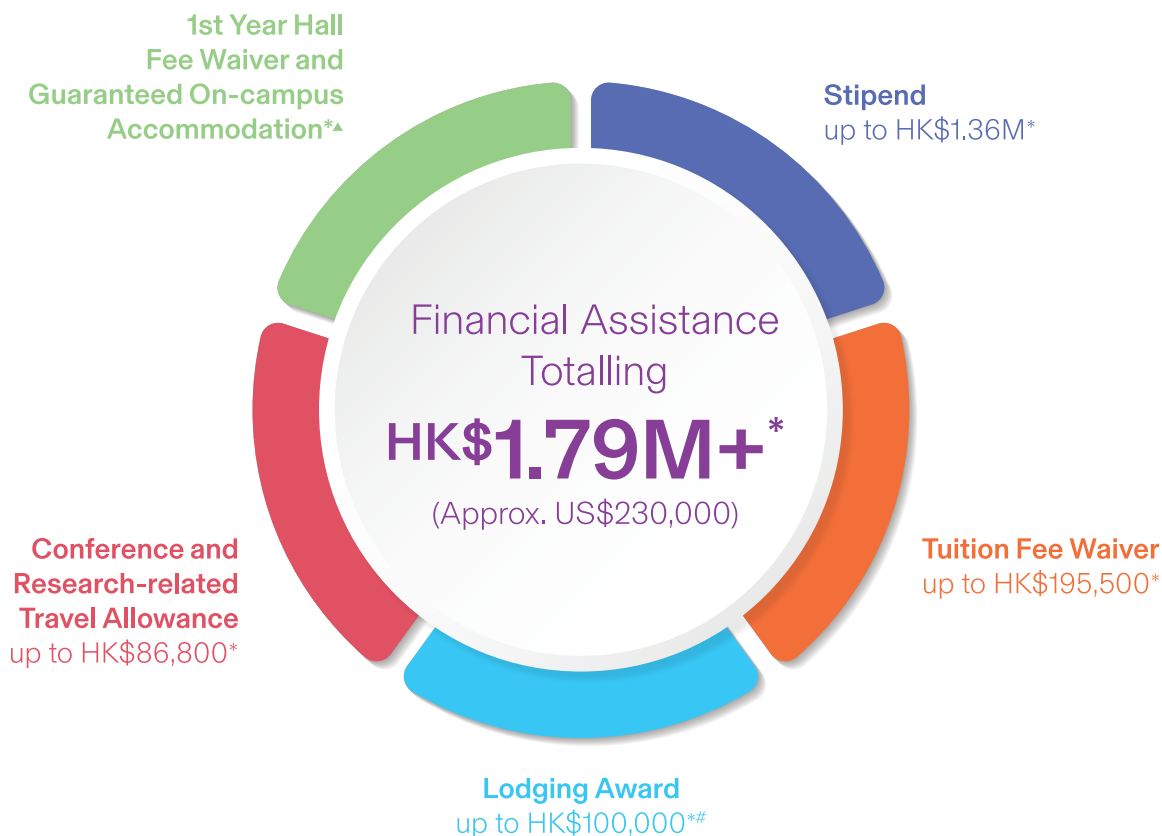 1st Year Hall
Fee Waiver and
Guaranteed On-campus
Accommodation*▲
Stipend
up to HK$1.36M*
Financial Assistance
Totalling
HK$1.79M+*
(Approx. US$230,000)
Conference and
Research-related
Travel Allowance
up to HK$86,800*
Tuition Fee Waiver
up to HK$195,500*
Lodging Award
up to HK$100,000*#